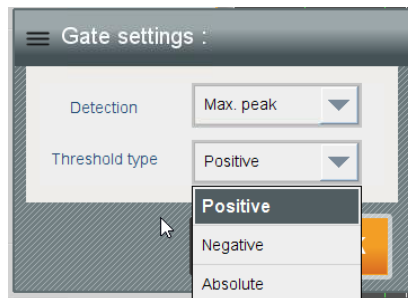 Gate settings :
Detection Max. peak
Threshold type Positive
Positive
Negative
Absolute